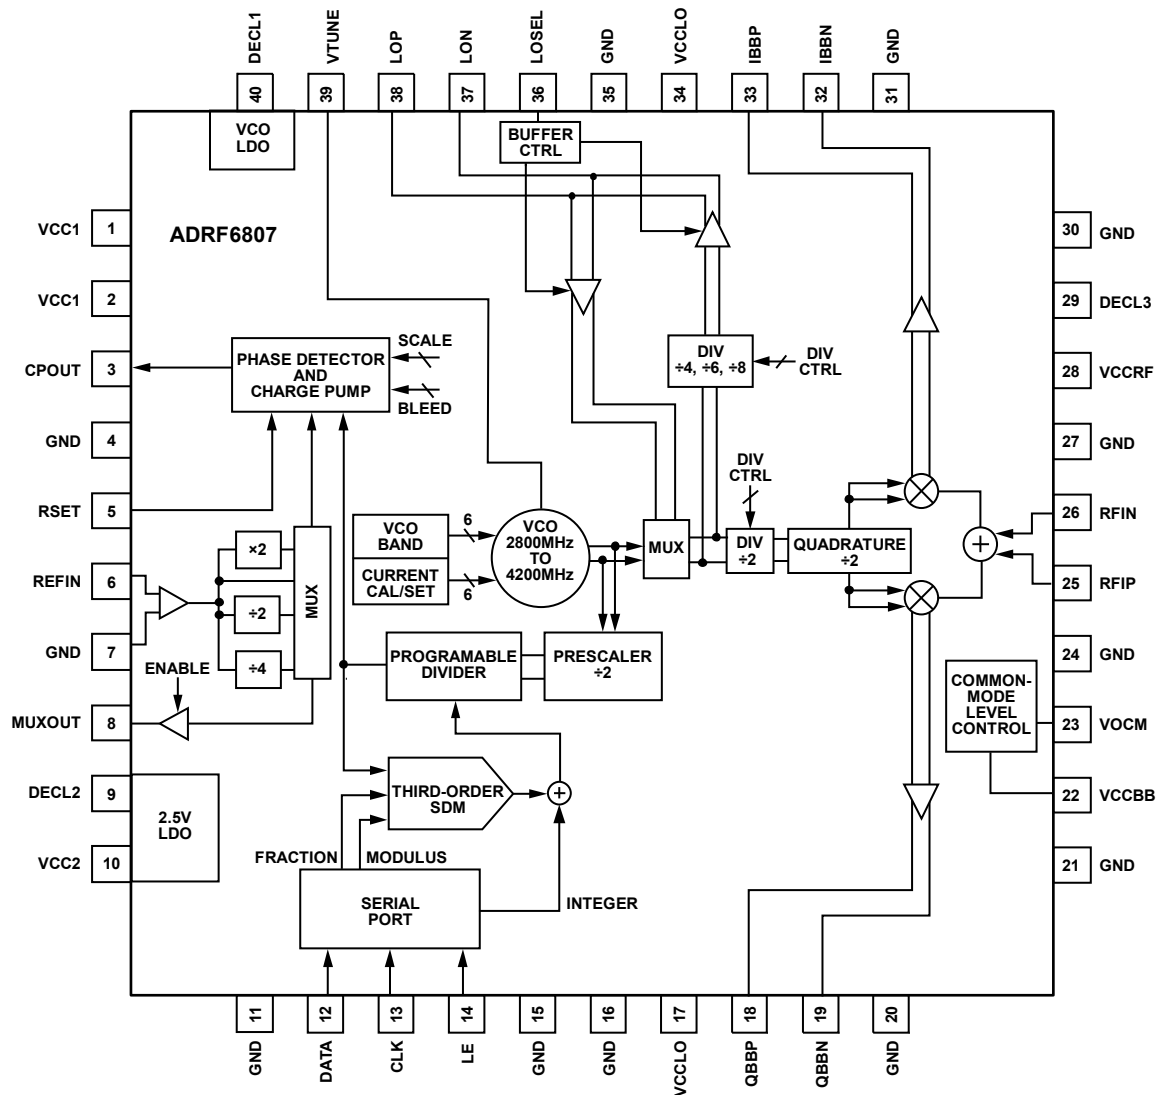 DECL1
VTUNE
LOP
LON
LOSEL
GND
VCCLO
IBBP
IBBN
GND
40
39
38
37
36
35
34
33
32
31
VCO
LDO
BUFFER
CTRL
ADRF6807
VCC1
1
VCC1
2
CPOUT
3
GND
4
RSET
5
REFIN
6
GND
7
MUXOUT
8
DECL2
9
VCC2
10
30
GND
29
DECL3
28
VCCRF
27
GND
26
RFIN
25
RFIP
24
GND
23
VOCM
22
VCCBB
21
GND
PHASE DETECTOR
AND
CHARGE PUMP
SCALE
BLEED
DIV
÷4, ÷6, ÷8
DIV
CTRL
DIV
CTRL
VCO
BAND
CURRENT
CAL/SET
6
6
VCO
2800MHz
TO
4200MHz
MUX
DIV
÷2
QUADRATURE
÷2
+
×2
÷2
÷4
MUX
ENABLE
PROGRAMABLE
DIVIDER
PRESCALER
÷2
COMMON-
MODE
LEVEL
CONTROL
2.5V
LDO
THIRD-ORDER
SDM
+
FRACTION
MODULUS
INTEGER
SERIAL
PORT
11
12
13
14
15
16
17
18
19
20
GND
DATA
CLK
LE
GND
GND
VCCLO
QBBP
QBBN
GND